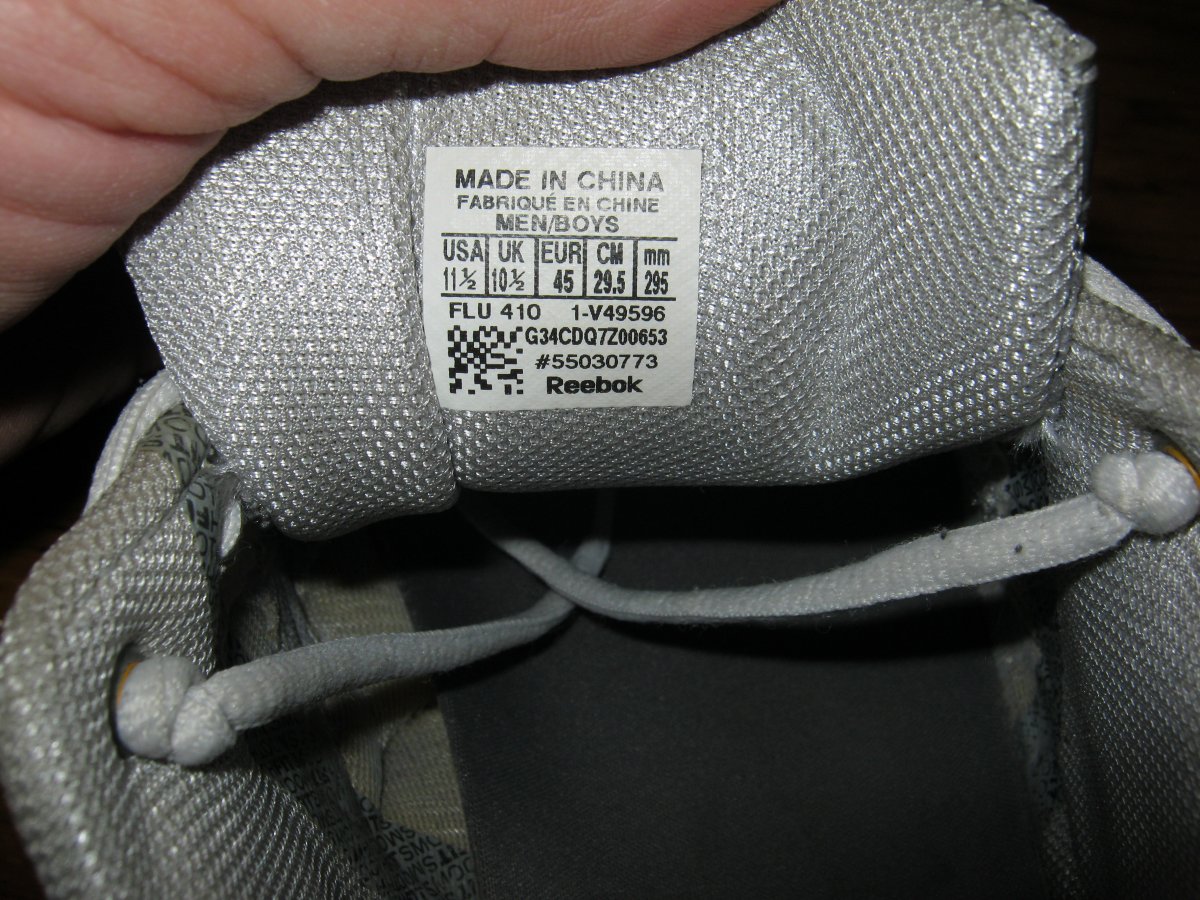 MADE IN CHINA
FABRIQUÉ EN CHINE
MEN/BOYS
USA UK EUR CM mm
11½ 10½ 45 29.5 295
FLU 410 1-V49596
G34CDQ7Z00653
#55030773
Reebok